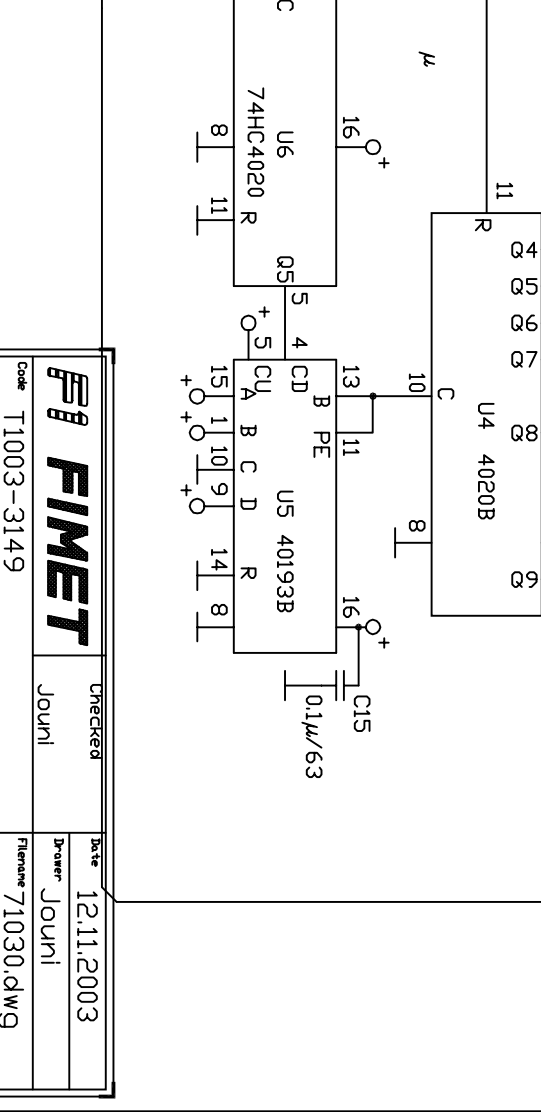 C
μ
74HC4020
U6
16
+
8
11
R
Q5
5
4
11
R
Q4
Q5
Q6
Q7
Q8
Q9
10
C
U4 4020B
8
+
5
CU
CD
13
B
PE
11
15
A
+
1
B
+
10
C
9
D
+
U5 40193B
14
R
8
16
+
C15
0.1μ/63
FI FIMET
Code T1003-3149
Checked
Jouni
Date 12.11.2003
Drawer Jouni
Filename 71030.dwg